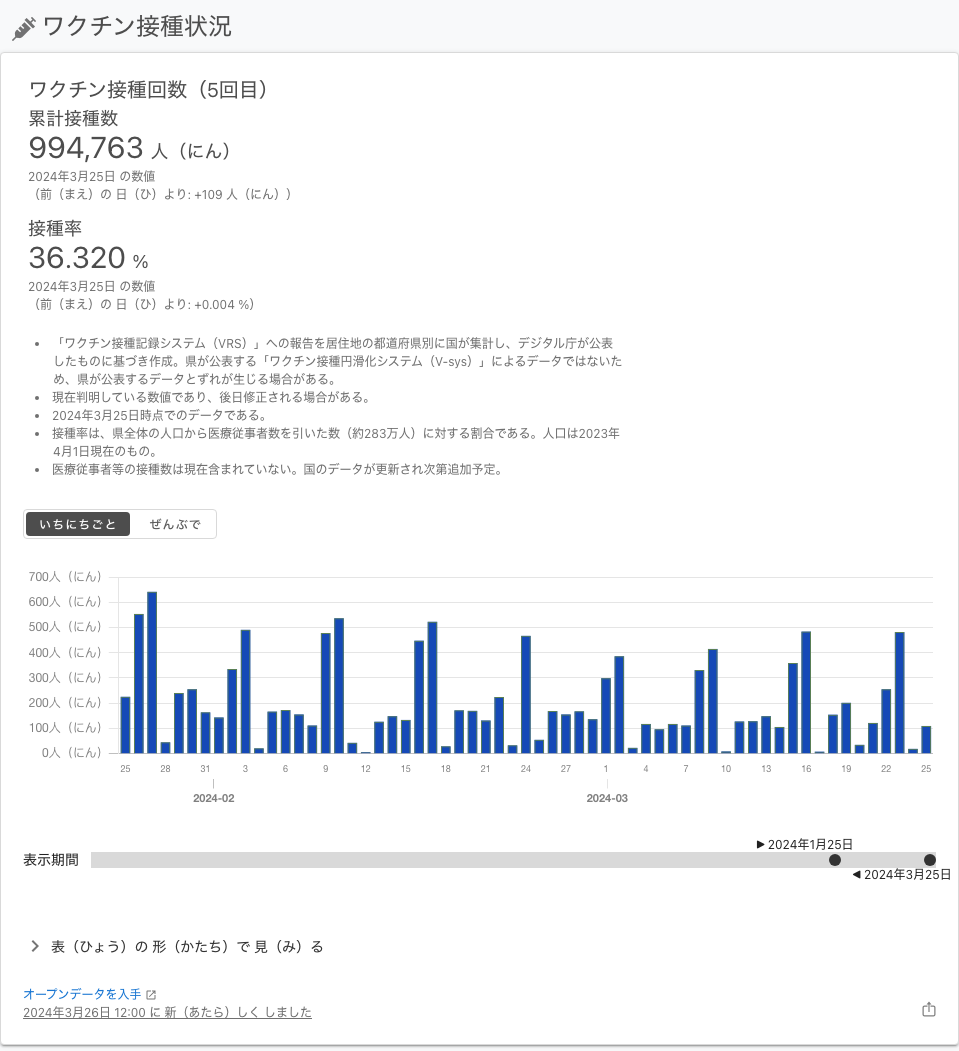 ワクチン接種状況
ワクチン接種回数（5回目）
累計接種数
994,763 人（にん）
2024年3月25日 の数値
（前（まえ）の 日（ひ）より: +109 人（にん））
接種率
36.320 %
2024年3月25日 の数値
（前（まえ）の 日（ひ）より: +0.004 %）
• 「ワクチン接種記録システム（VRS）」への報告を居住地の都道府県別に国が集計し、デジタル庁が公表
したものに基づき作成。県が公表する「ワクチン接種円滑化システム（V-sys）」によるデータではないた
め、県が公表するデータとずれが生じる場合がある。
• 現在判明している数値であり、後日修正される場合がある。
• 2024年3月25日時点でのデータである。
• 接種率は、県全体の人口から医療従事者数を引いた数（約283万人）に対する割合である。人口は2023年
4月1日現在のもの。
• 医療従事者等の接種数は現在含まれていない。国のデータが更新され次第追加予定。
いちにちごと ぜんぶで
700人（にん）
600人（にん）
500人（にん）
400人（にん）
300人（にん）
200人（にん）
100人（にん）
0人（にん）
25 28 31 3 6 9 12 15 18 21 24 27 1 4 7 10 13 16 19 22 25
2024-02 2024-03
▶ 2024年1月25日
表示期間
◀ 2024年3月25日
表（ひょう）の 形（かたち）で 見（み）る
オープンデータを入手
2024年3月26日 12:00 に 新（あたら）しく しました